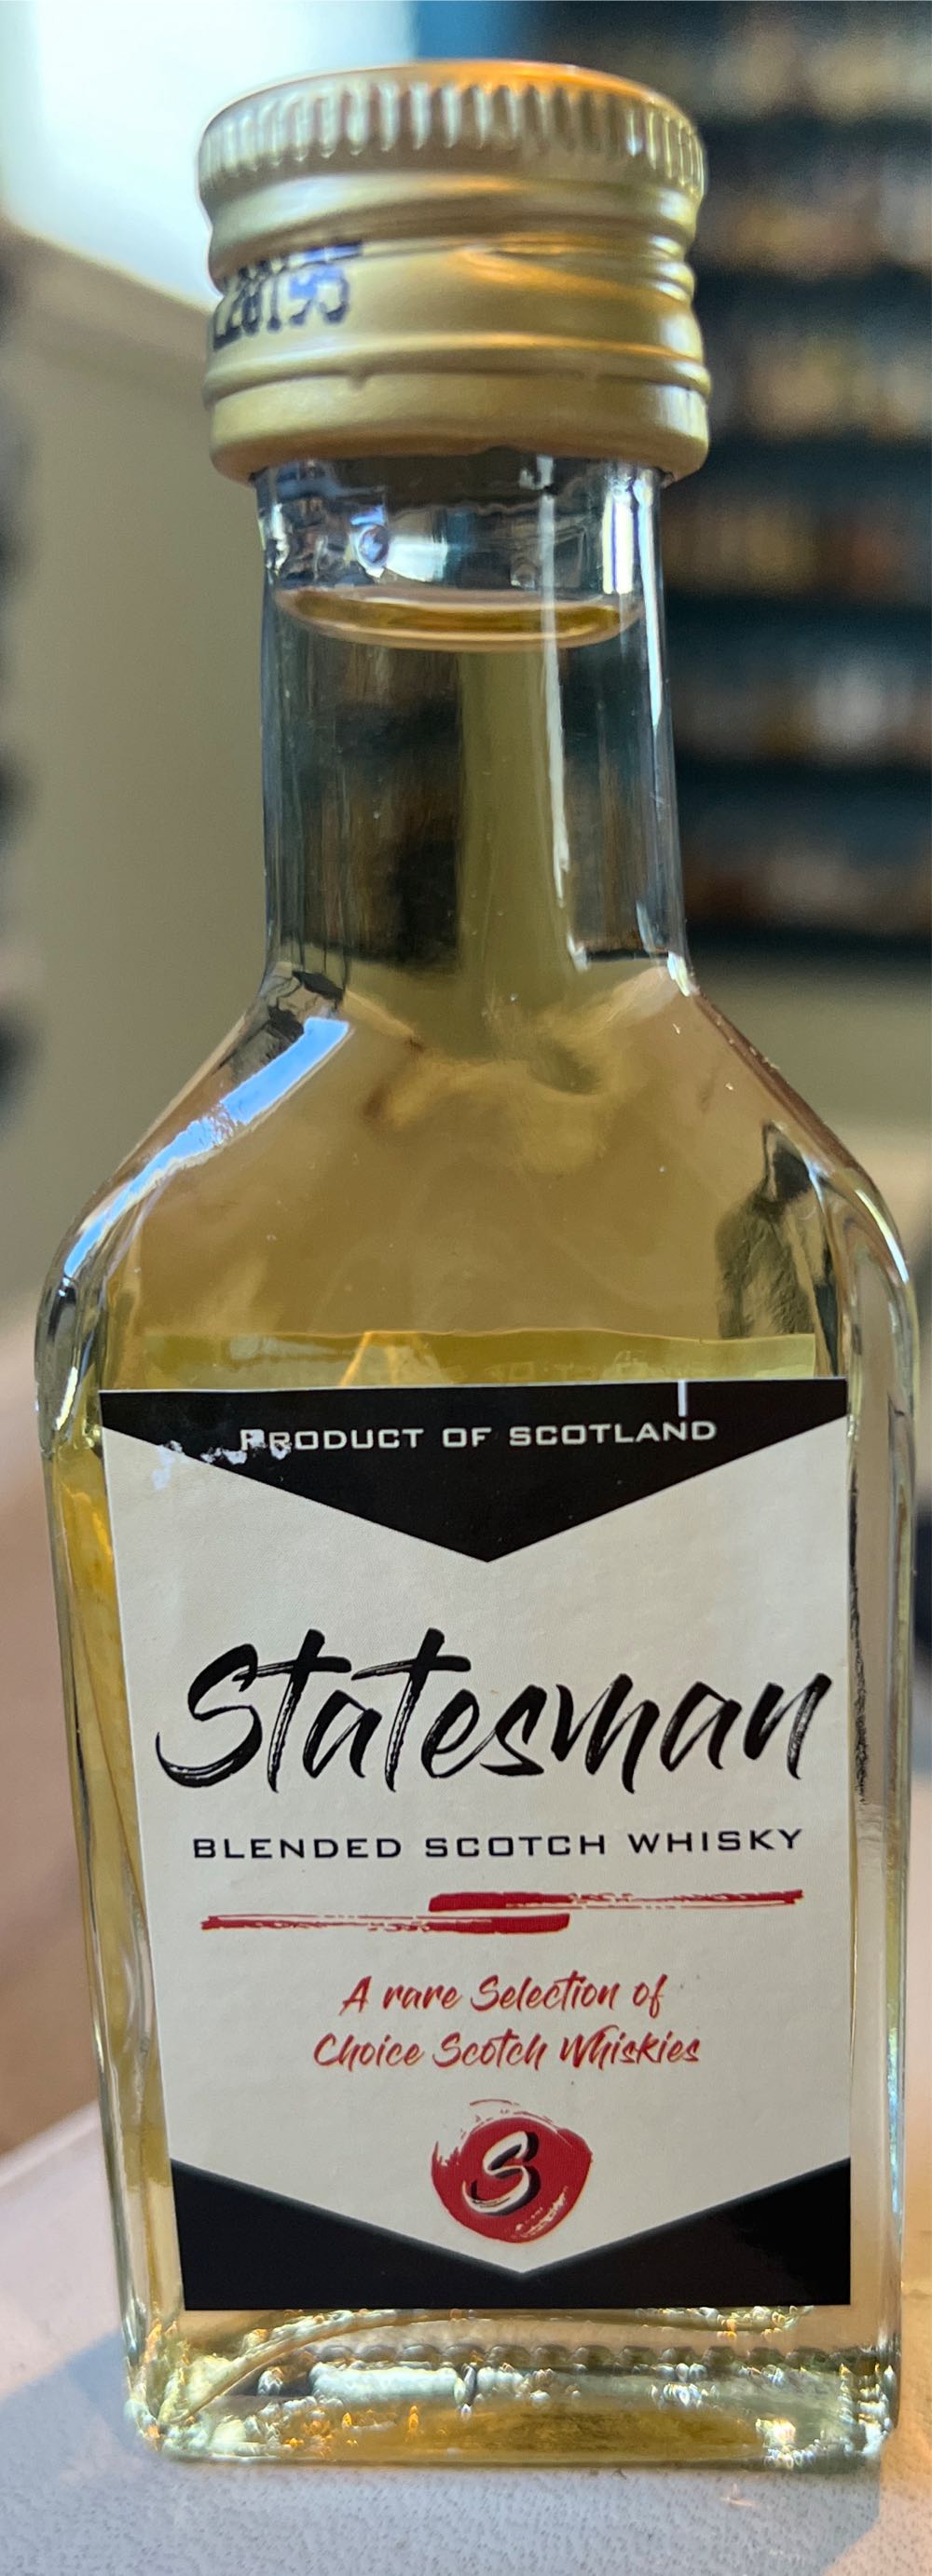 PRODUCT OF SCOTLAND
Statesman
BLENDED SCOTCH WHISKY
A rare Selection of
Choice Scotch Whiskies
S